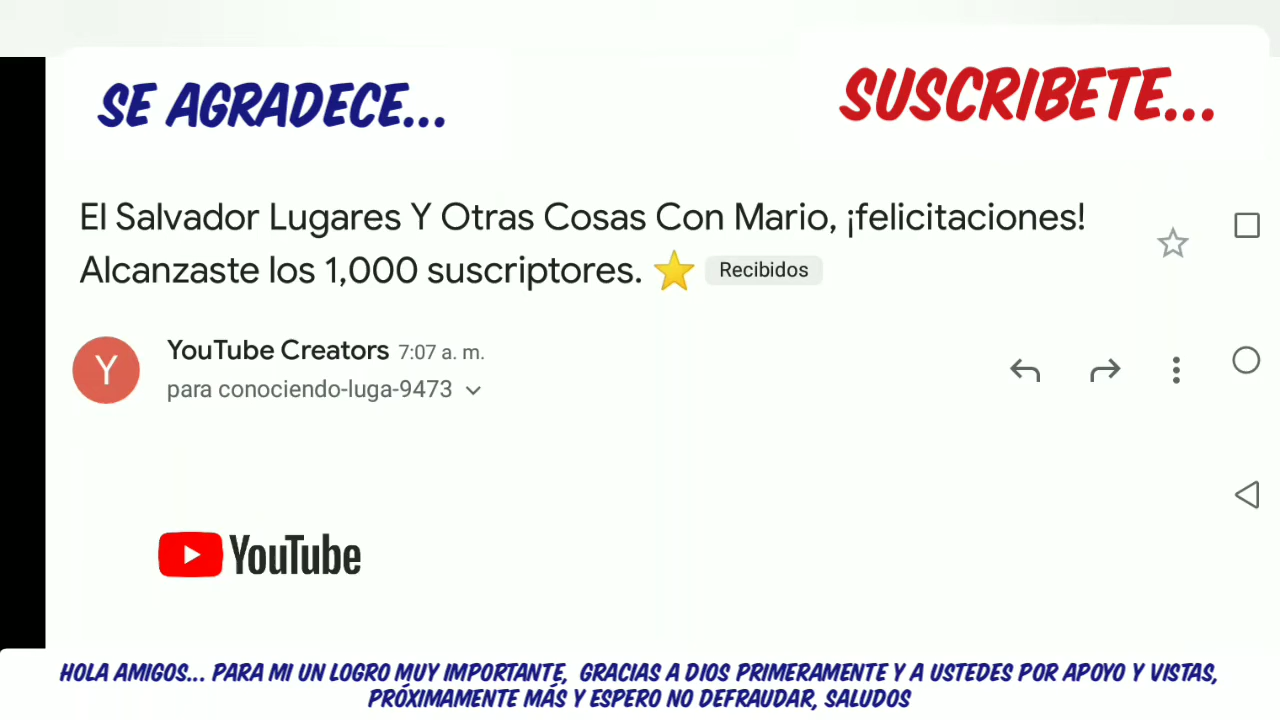 SE AGRADECE...
SUSCRIBETE...
El Salvador Lugares Y Otras Cosas Con Mario, ¡felicitaciones!
Alcanzaste los 1,000 suscriptores. ⭐ Recibidos
Y
YouTube Creators 7:07 a. m.
para conociendo-luga-9473
YouTube
HOLA AMIGOS... PARA MI UN LOGRO MUY IMPORTANTE, GRACIAS A DIOS PRIMERAMENTE Y A USTEDES POR APOYO Y VISTAS,
PRÓXIMAMENTE MÁS Y ESPERO NO DEFRAUDAR, SALUDOS